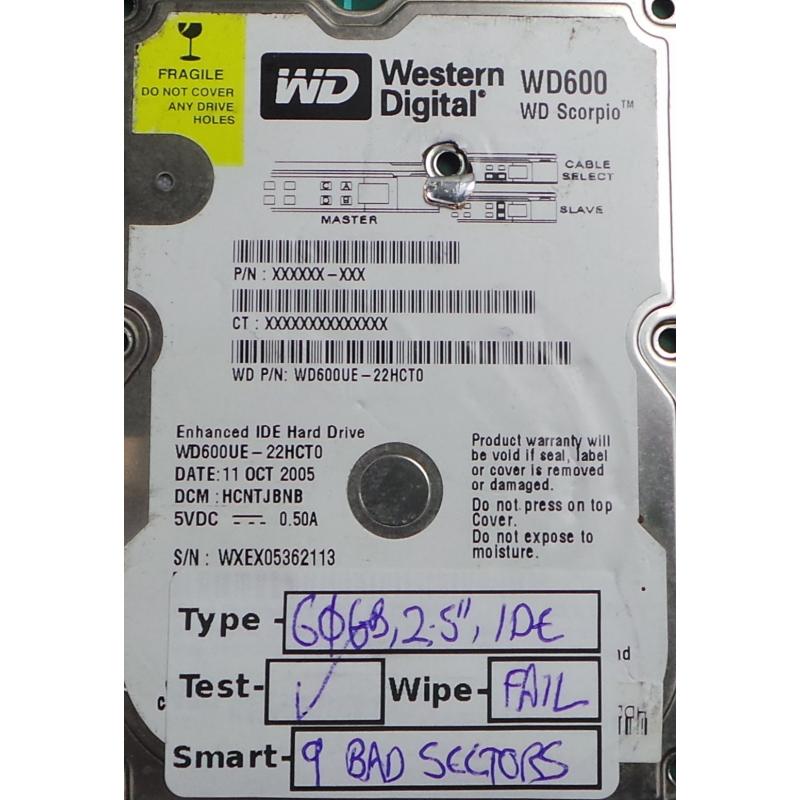 FRAGILE
DO NOT COVER
ANY DRIVE
HOLES
WD Western
Digital®
WD600
WD Scorpio™
CABLE
SELECT
C A
D B
MASTER
SLAVE
P/N : XXXXXX-XXX
CT : XXXXXXXXXXXXXX
WD P/N: WD600UE-22HCT0
Enhanced IDE Hard Drive
WD600UE-22HCT0
DATE: 11 OCT 2005
DCM : HCNTJBNB
5VDC ⎓ 0.50A
S/N : WXEX05362113
Product warranty will
be void if seal, label
or cover is removed
or damaged.
Do not press on top
Cover.
Do not expose to
moisture.
Type - 60GB, 2.5", IDE
Test- ✓ Wipe- FAIL
Smart- 9 BAD SECTORS